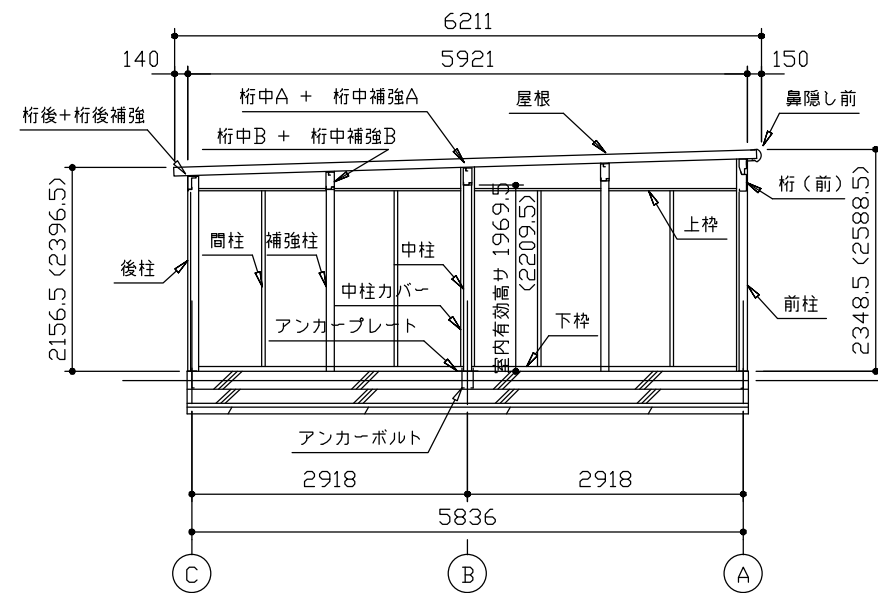 6211
140
5921
150
桁中A + 桁中補強A
屋根
鼻隠し前
桁後+桁後補強
桁中B + 桁中補強B
桁(前)
2156.5 (2396.5)
室内有効高サ 1969.5
(2209.5)
2348.5 (2588.5)
上枠
間柱
補強柱
中柱
後柱
中柱カバー
前柱
アンカープレート
下枠
アンカーボルト
2918
2918
5836
C
B
A